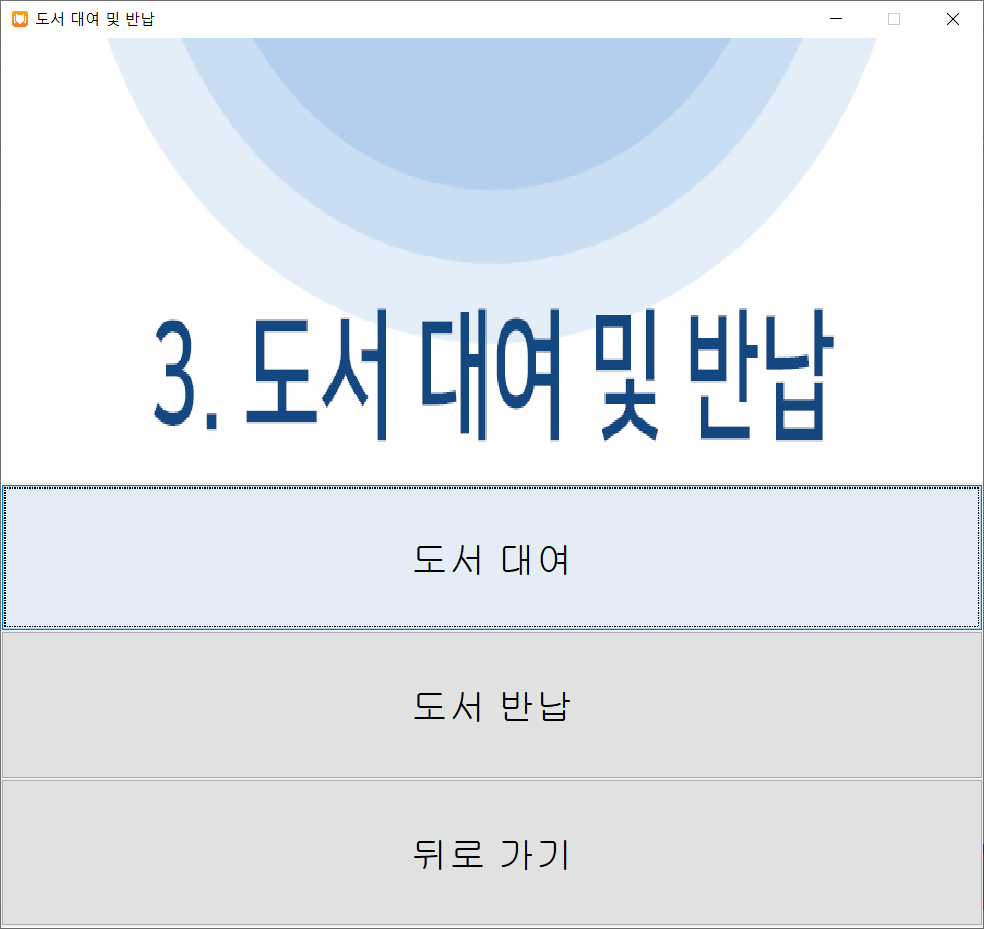 도서 대여 및 반납
3. 도서 대여 및 반납
도서 대여
도서 반납
뒤로 가기